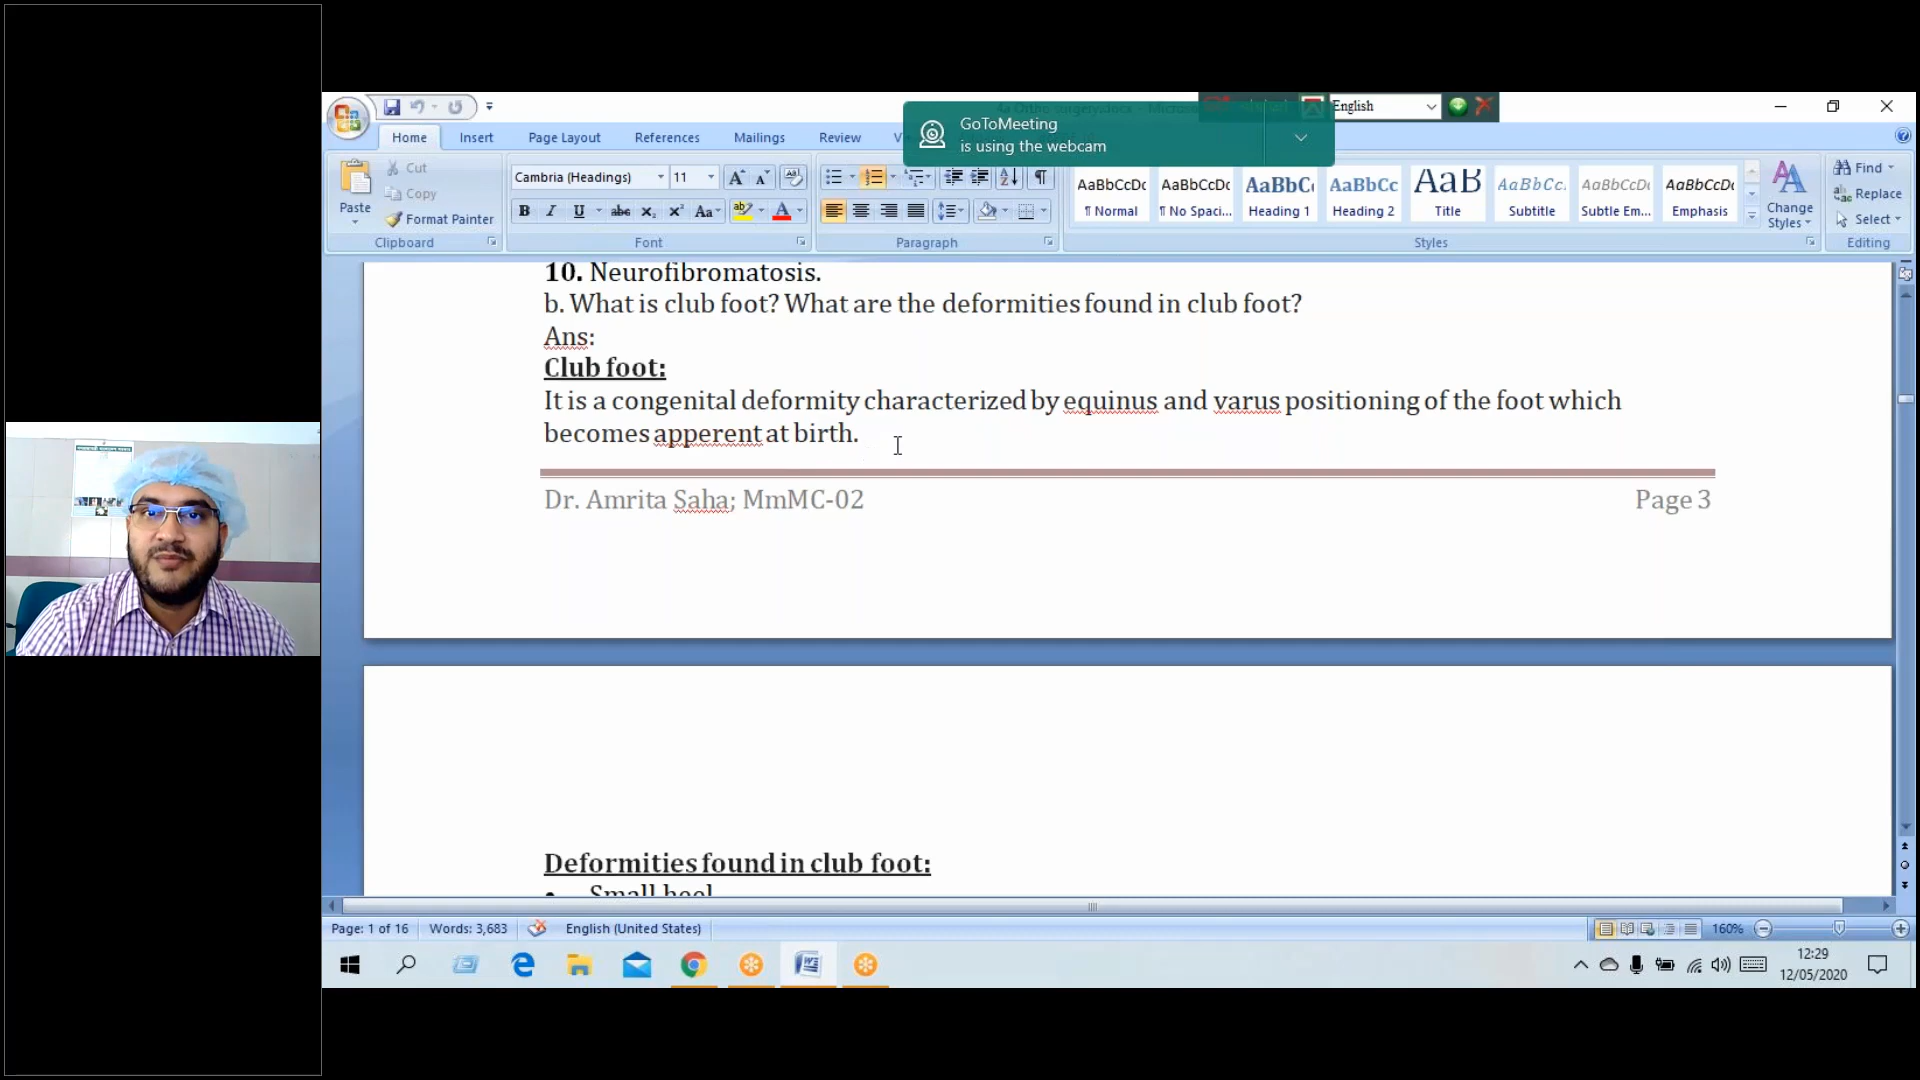 English
GoToMeeting
is using the webcam
Home Insert Page Layout References Mailings Review
Paste
Cut
Copy
Format Painter
Clipboard
Cambria (Headings) 11
Font
Paragraph
AaBbCcDc AaBbCcDc AaBbC AaBbCc AaB AaBbCc. AaBbCcDc AaBbCcDc
¶ Normal ¶ No Spaci... Heading 1 Heading 2 Title Subtitle Subtle Em... Emphasis
Change
Styles
Styles
Find
Replace
Select
Editing
10. Neurofibromatosis.
b. What is club foot? What are the deformities found in club foot?
Ans:
Club foot:
It is a congenital deformity characterized by equinus and varus positioning of the foot which
becomes apperent at birth.
Dr. Amrita Saha; MmMC-02 Page 3
Deformities found in club foot:
• Small heel
Page: 1 of 16 Words: 3,683 English (United States) 160%
12:29
12/05/2020